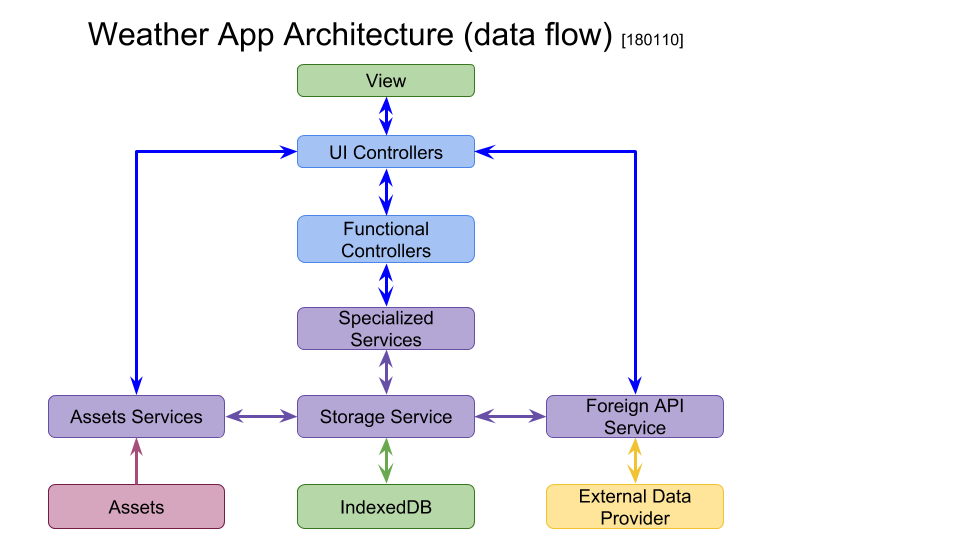 Weather App Architecture (data flow) [180110]
View
UI Controllers
Functional
Controllers
Specialized
Services
Assets Services
Storage Service
Foreign API
Service
Assets
IndexedDB
External Data
Provider